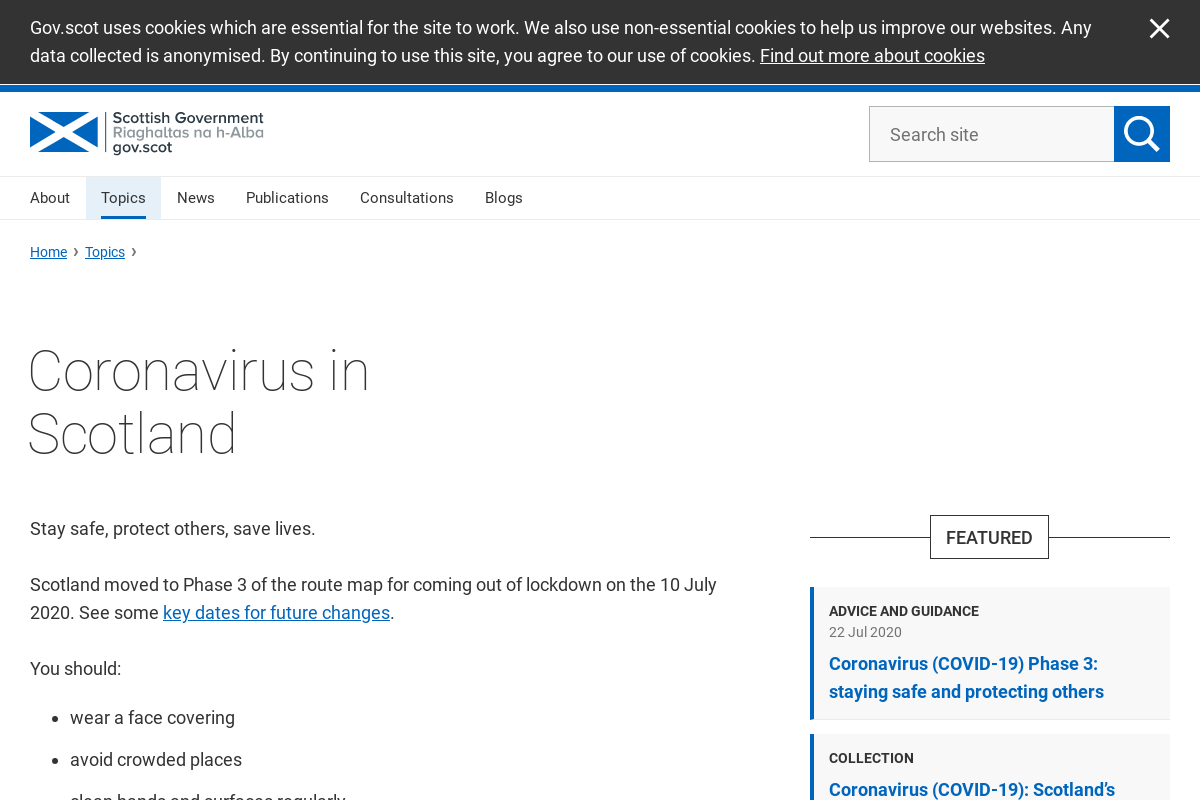 Gov.scot uses cookies which are essential for the site to work. We also use non-essential cookies to help us improve our websites. Any
data collected is anonymised. By continuing to use this site, you agree to our use of cookies. Find out more about cookies
Scottish Government
Riaghaltas na h-Alba
gov.scot
Search site
About Topics News Publications Consultations Blogs
Home › Topics ›
Coronavirus in
Scotland
Stay safe, protect others, save lives.
Scotland moved to Phase 3 of the route map for coming out of lockdown on the 10 July
2020. See some key dates for future changes.
You should:
• wear a face covering
• avoid crowded places
• clean hands and surfaces regularly
FEATURED
ADVICE AND GUIDANCE
22 Jul 2020
Coronavirus (COVID-19) Phase 3:
staying safe and protecting others
COLLECTION
Coronavirus (COVID-19): Scotland’s